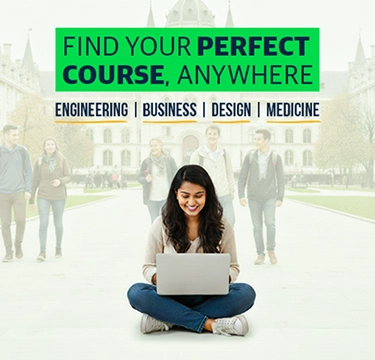 FIND YOUR PERFECT
COURSE, ANYWHERE
ENGINEERING | BUSINESS | DESIGN | MEDICINE